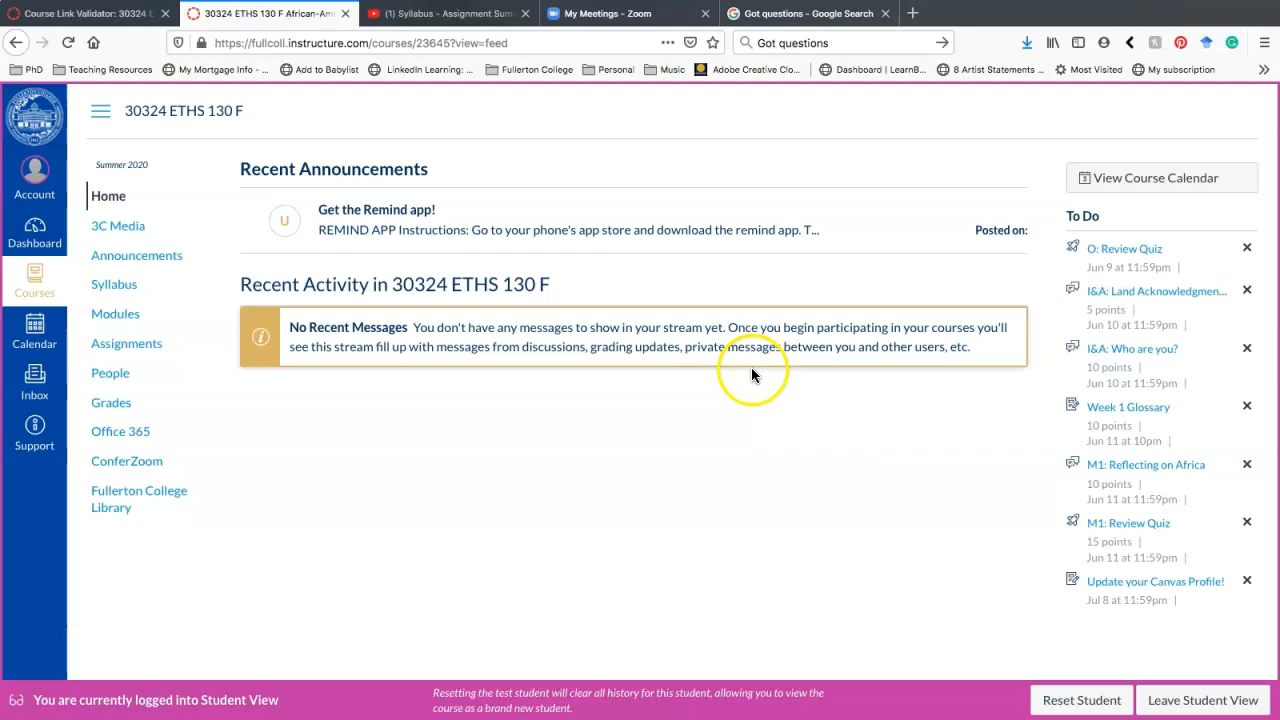 Course Link Validator: 30324 E
30324 ETHS 130 F African-Am
(1) Syllabus - Assignment Sum
My Meetings - Zoom
Got questions - Google Search
https://fullcoll.instructure.com/courses/23645?view=feed
Got questions
PhD
Teaching Resources
My Mortgage Info -...
Add to Babylist
LinkedIn Learning: ...
Fullerton College
Personal
Music
Adobe Creative Clo...
Dashboard | LearnB...
8 Artist Statements ...
Most Visited
My subscription
30324 ETHS 130 F
Account
Dashboard
Courses
Calendar
Inbox
Support
Summer 2020
Home
3C Media
Announcements
Syllabus
Modules
Assignments
People
Grades
Office 365
ConferZoom
Fullerton College
Library
Recent Announcements
U
Get the Remind app!
REMIND APP Instructions: Go to your phone's app store and download the remind app. T...
Posted on:
Recent Activity in 30324 ETHS 130 F
No Recent Messages You don't have any messages to show in your stream yet. Once you begin participating in your courses you'll
see this stream fill up with messages from discussions, grading updates, private messages between you and other users, etc.
View Course Calendar
To Do
O: Review Quiz
Jun 9 at 11:59pm |
I&A: Land Acknowledgmen...
5 points |
Jun 10 at 11:59pm |
I&A: Who are you?
10 points |
Jun 10 at 11:59pm |
Week 1 Glossary
10 points |
Jun 11 at 10pm |
M1: Reflecting on Africa
10 points |
Jun 11 at 11:59pm |
M1: Review Quiz
15 points |
Jun 11 at 11:59pm |
Update your Canvas Profile!
Jul 8 at 11:59pm |
You are currently logged into Student View
Resetting the test student will clear all history for this student, allowing you to view the
course as a brand new student.
Reset Student
Leave Student View